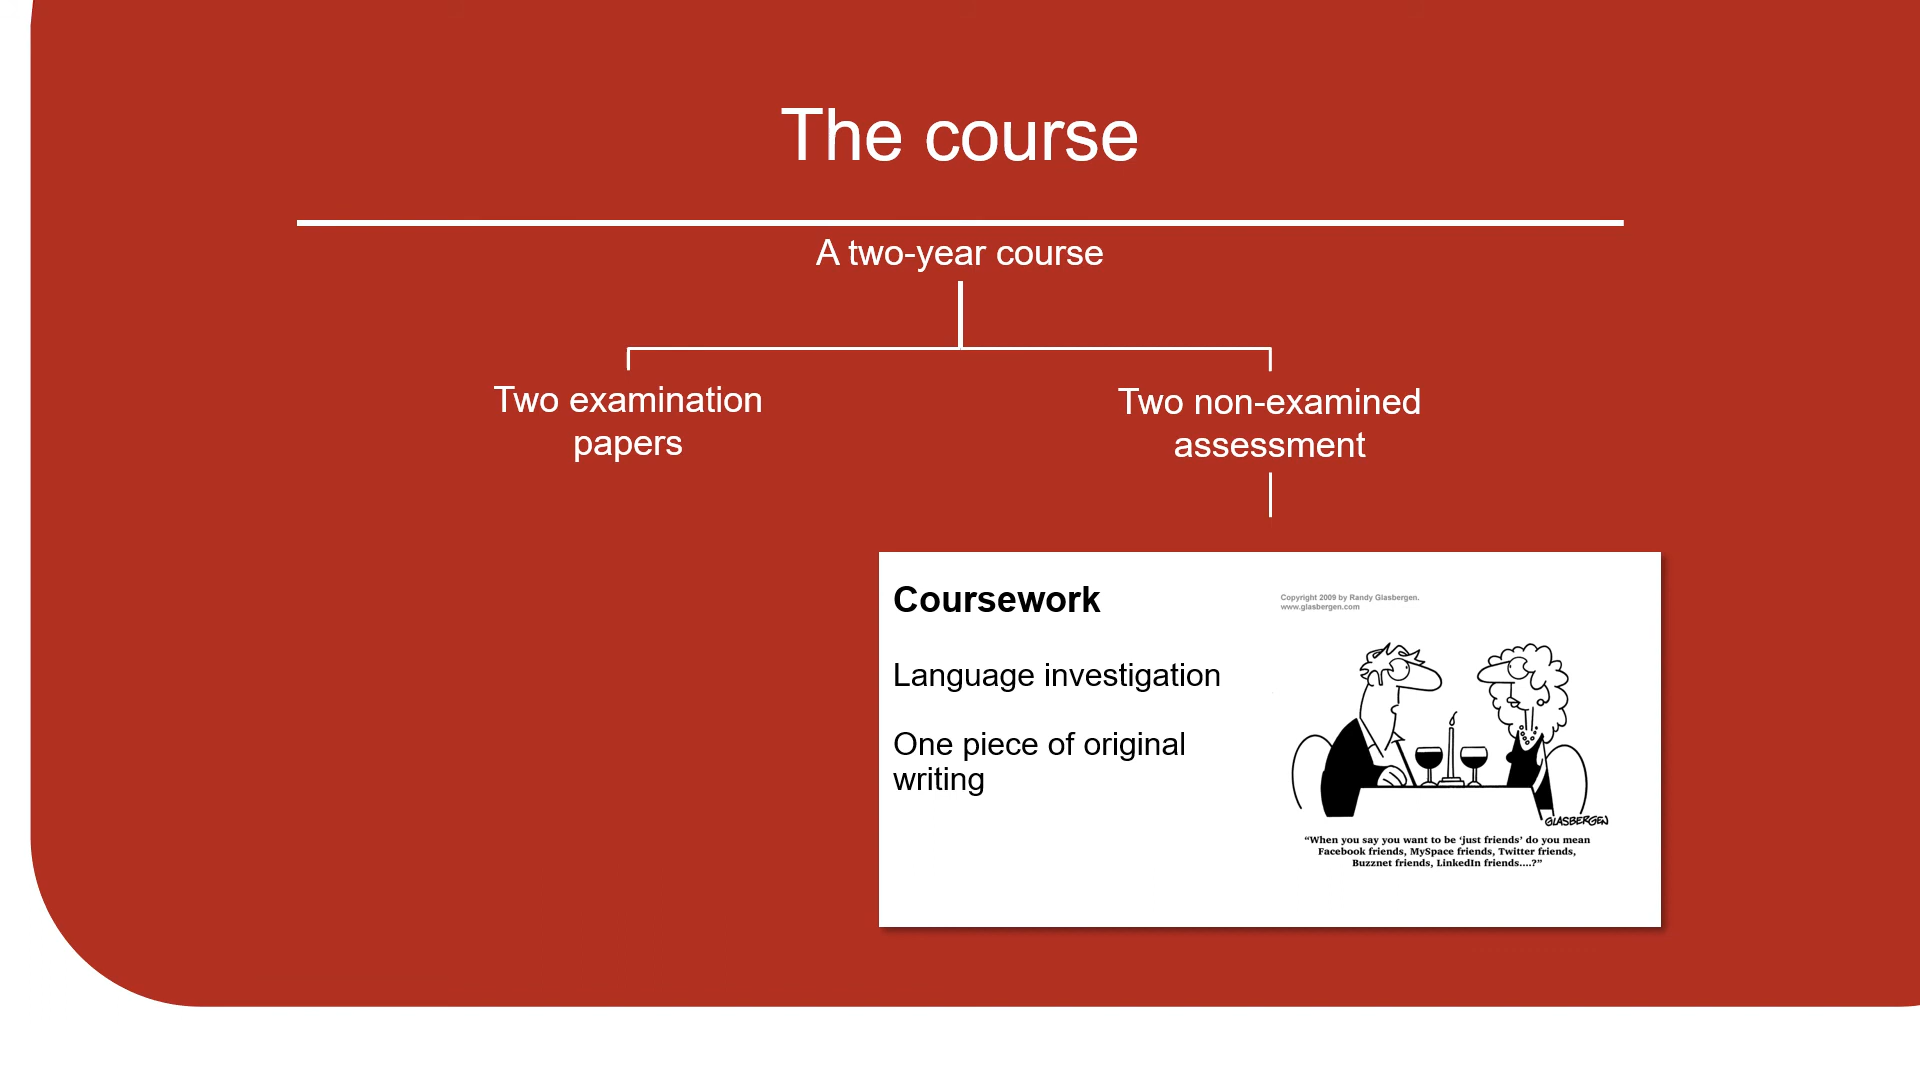 The course
A two-year course
Two examination
papers
Two non-examined
assessment
Coursework
Language investigation
One piece of original
writing
Copyright 2009 by Randy Glasbergen.
www.glasbergen.com
GLASBERGEN
“When you say you want to be ‘just friends’ do you mean
Facebook friends, MySpace friends, Twitter friends,
Buzznet friends, LinkedIn friends....?”